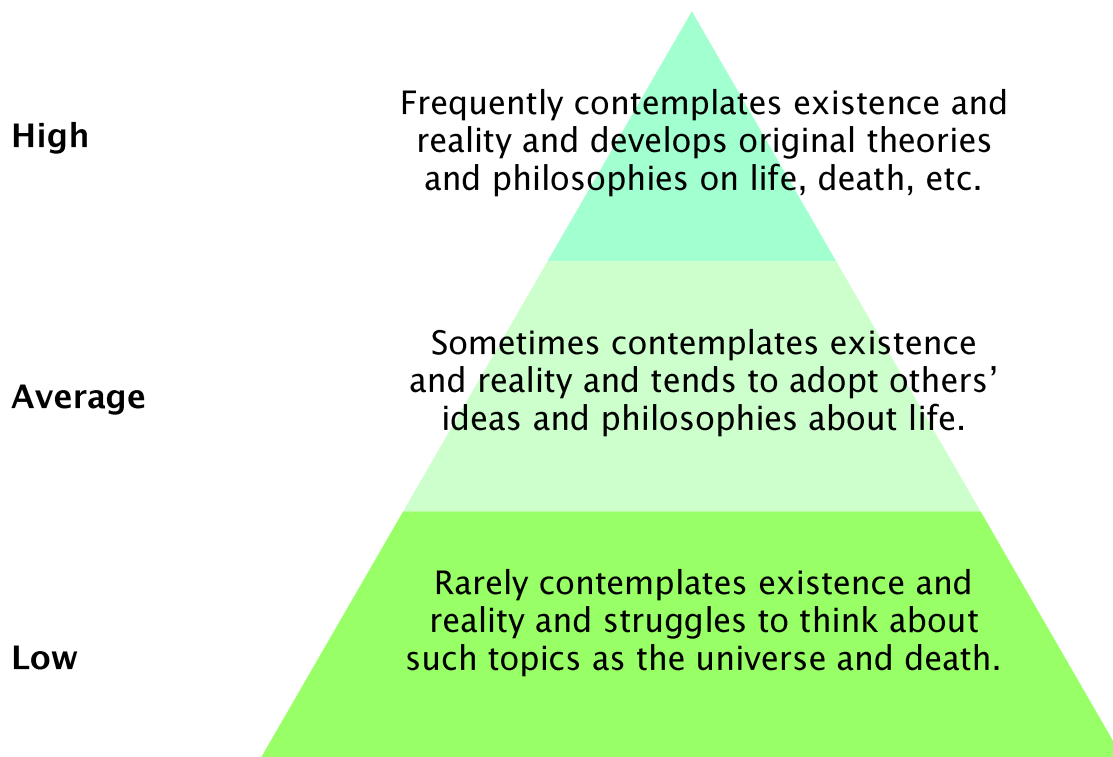 High
Frequently contemplates existence and
reality and develops original theories
and philosophies on life, death, etc.
Average
Sometimes contemplates existence
and reality and tends to adopt others’
ideas and philosophies about life.
Low
Rarely contemplates existence and
reality and struggles to think about
such topics as the universe and death.